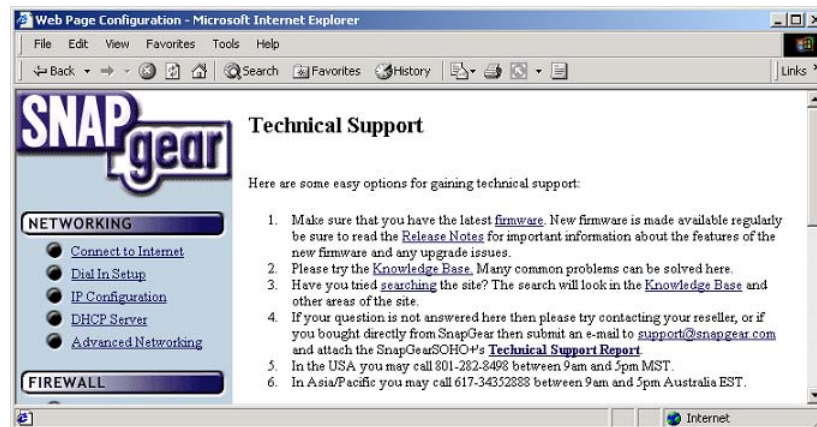 Web Page Configuration - Microsoft Internet Explorer
File Edit View Favorites Tools Help
Back Search Favorites History Links
SNAP gear
NETWORKING
Connect to Internet
Dial In Setup
IP Configuration
DHCP Server
Advanced Networking
FIREWALL
Technical Support
Here are some easy options for gaining technical support:
1. Make sure that you have the latest firmware. New firmware is made available regularly
be sure to read the Release Notes for important information about the features of the
new firmware and any upgrade issues.
2. Please try the Knowledge Base. Many common problems can be solved here.
3. Have you tried searching the site? The search will look in the Knowledge Base and
other areas of the site.
4. If your question is not answered here then please try contacting your reseller, or if
you bought directly from SnapGear then submit an e-mail to support@snapgear.com
and attach the SnapGearSOHO+'s Technical Support Report.
5. In the USA you may call 801-282-8498 between 9am and 5pm MST.
6. In Asia/Pacific you may call 617-34352888 between 9am and 5pm Australia EST.
Internet